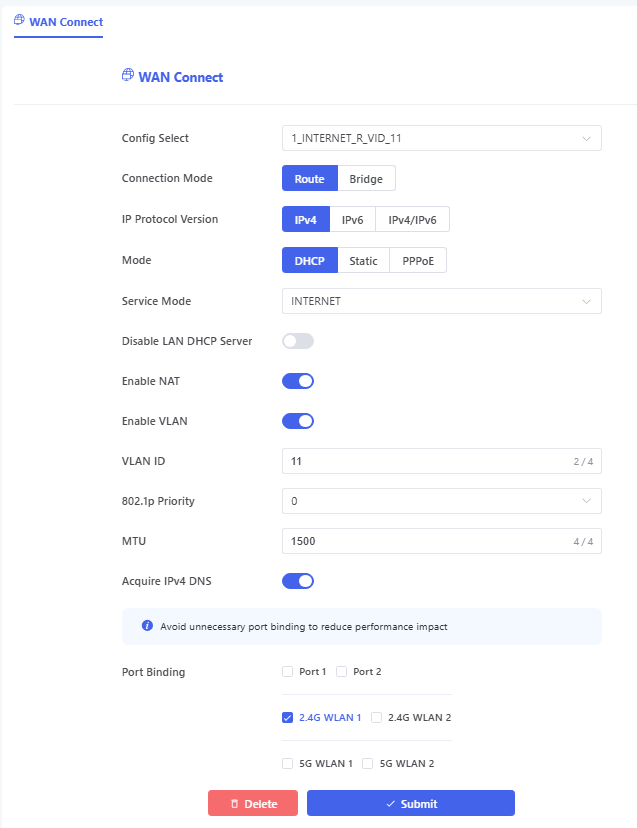 WAN Connect
WAN Connect
Config Select 1_INTERNET_R_VID_11
Connection Mode Route Bridge
IP Protocol Version IPv4 IPv6 IPv4/IPv6
Mode DHCP Static PPPoE
Service Mode INTERNET
Disable LAN DHCP Server
Enable NAT
Enable VLAN
VLAN ID 11 2 / 4
802.1p Priority 0
MTU 1500 4 / 4
Acquire IPv4 DNS
Avoid unnecessary port binding to reduce performance impact
Port Binding Port 1 Port 2
2.4G WLAN 1 2.4G WLAN 2
5G WLAN 1 5G WLAN 2
Delete Submit